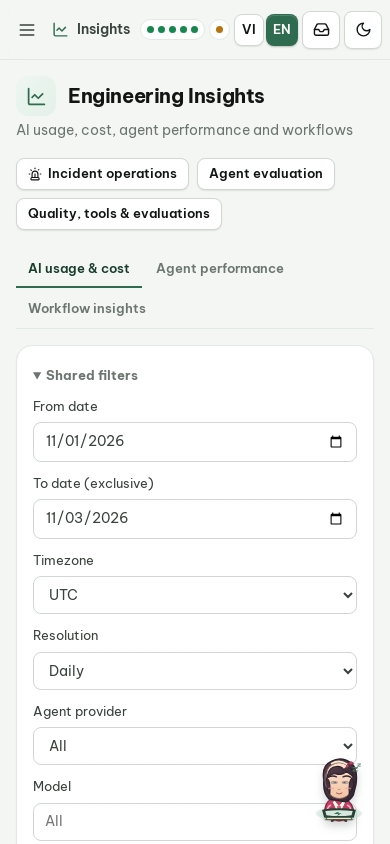 Insights
VI
EN
Engineering Insights
AI usage, cost, agent performance and workflows
Incident operations
Agent evaluation
Quality, tools & evaluations
AI usage & cost
Agent performance
Workflow insights
▼ Shared filters
From date
11/01/2026
To date (exclusive)
11/03/2026
Timezone
UTC
Resolution
Daily
Agent provider
All
Model
All